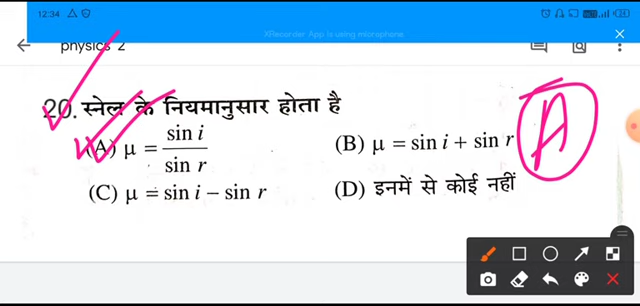 12:34
XRecorder App is using microphone
physics 2
20. स्नेल के नियमानुसार होता है
(A) μ = sin i / sin r
(B) μ = sin i + sin r
(C) μ = sin i − sin r
(D) इनमें से कोई नहीं
A